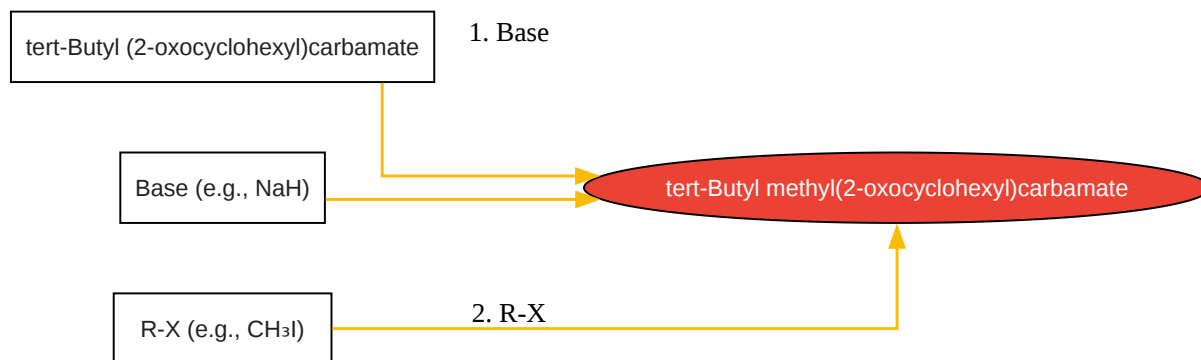 tert-Butyl (2-oxocyclohexyl)carbamate
1. Base
Base (e.g., NaH)
tert-Butyl methyl(2-oxocyclohexyl)carbamate
R-X (e.g., CH₃I)
2. R-X